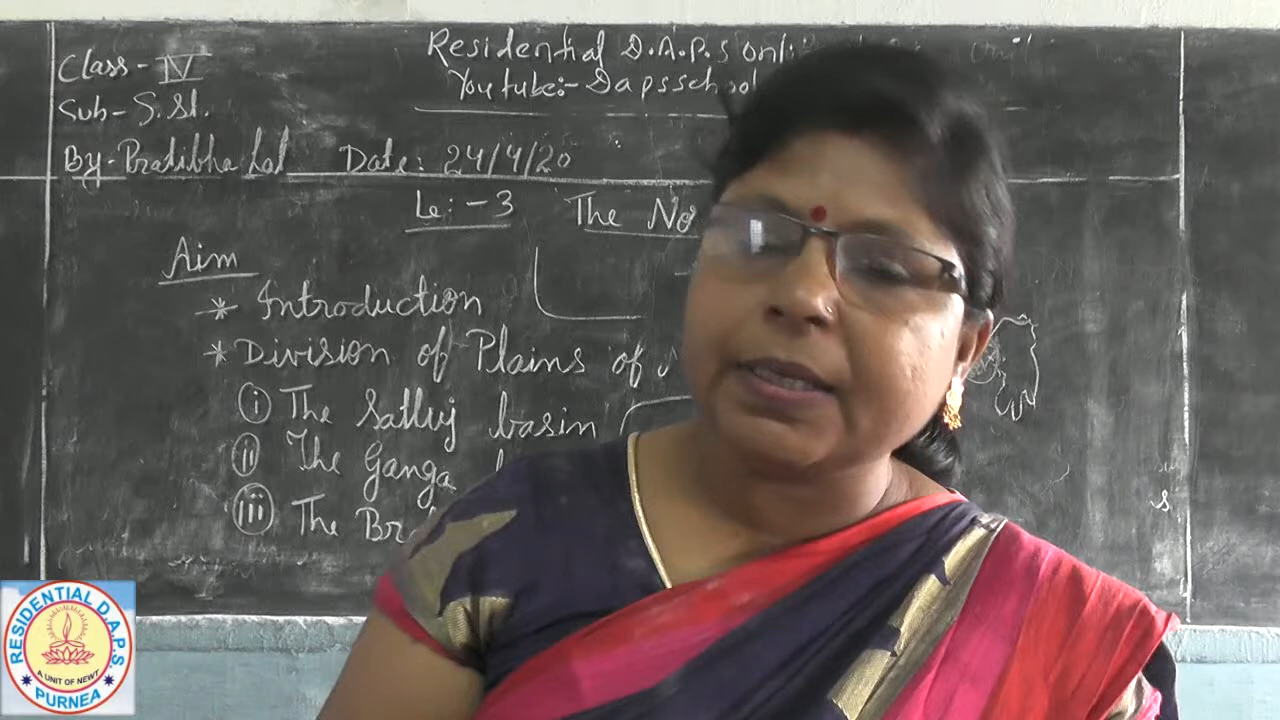 Class - IV
Sub - S.St.
By - Pratibha Lal Date: 24/4/20
Residential D.A.P.S
Youtube:- Dapsschool
Le: - 3 The No
Aim
* Introduction
* Division of Plains of
(i) The Satluj basin
(ii) The Ganga
(iii) The Br
RESIDENTIAL D.A.P.S.
A UNIT OF NEWT
PURNEA